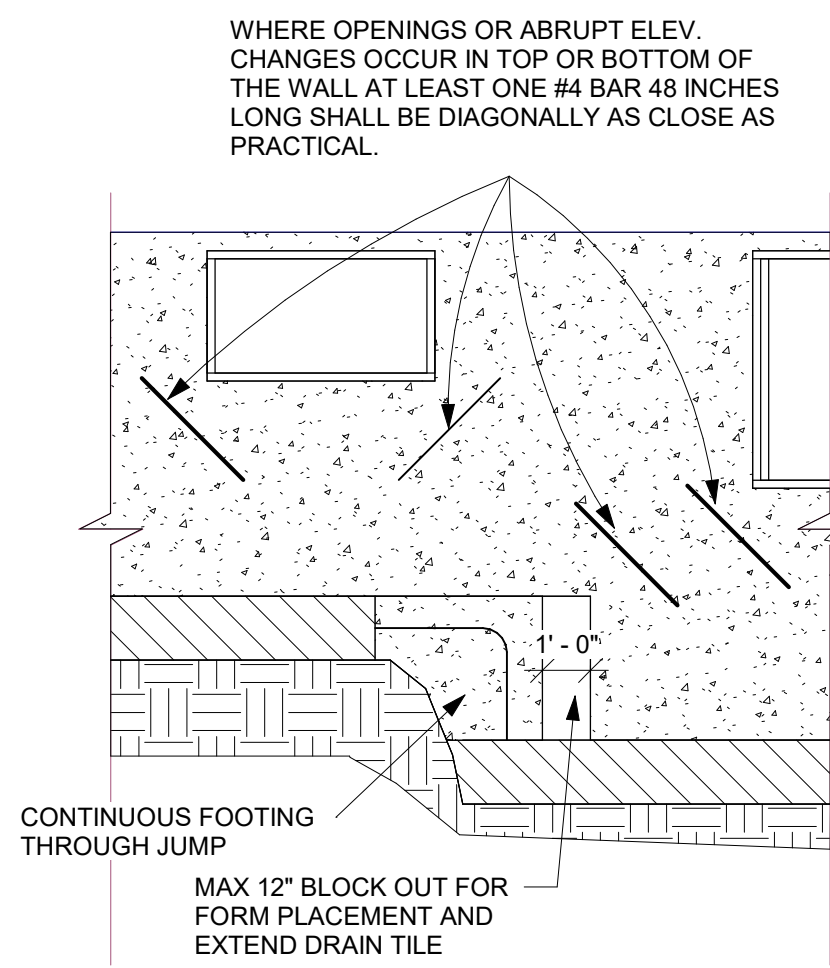 WHERE OPENINGS OR ABRUPT ELEV.
CHANGES OCCUR IN TOP OR BOTTOM OF
THE WALL AT LEAST ONE #4 BAR 48 INCHES
LONG SHALL BE DIAGONALLY AS CLOSE AS
PRACTICAL.
1' - 0"
CONTINUOUS FOOTING
THROUGH JUMP
MAX 12" BLOCK OUT FOR
FORM PLACEMENT AND
EXTEND DRAIN TILE